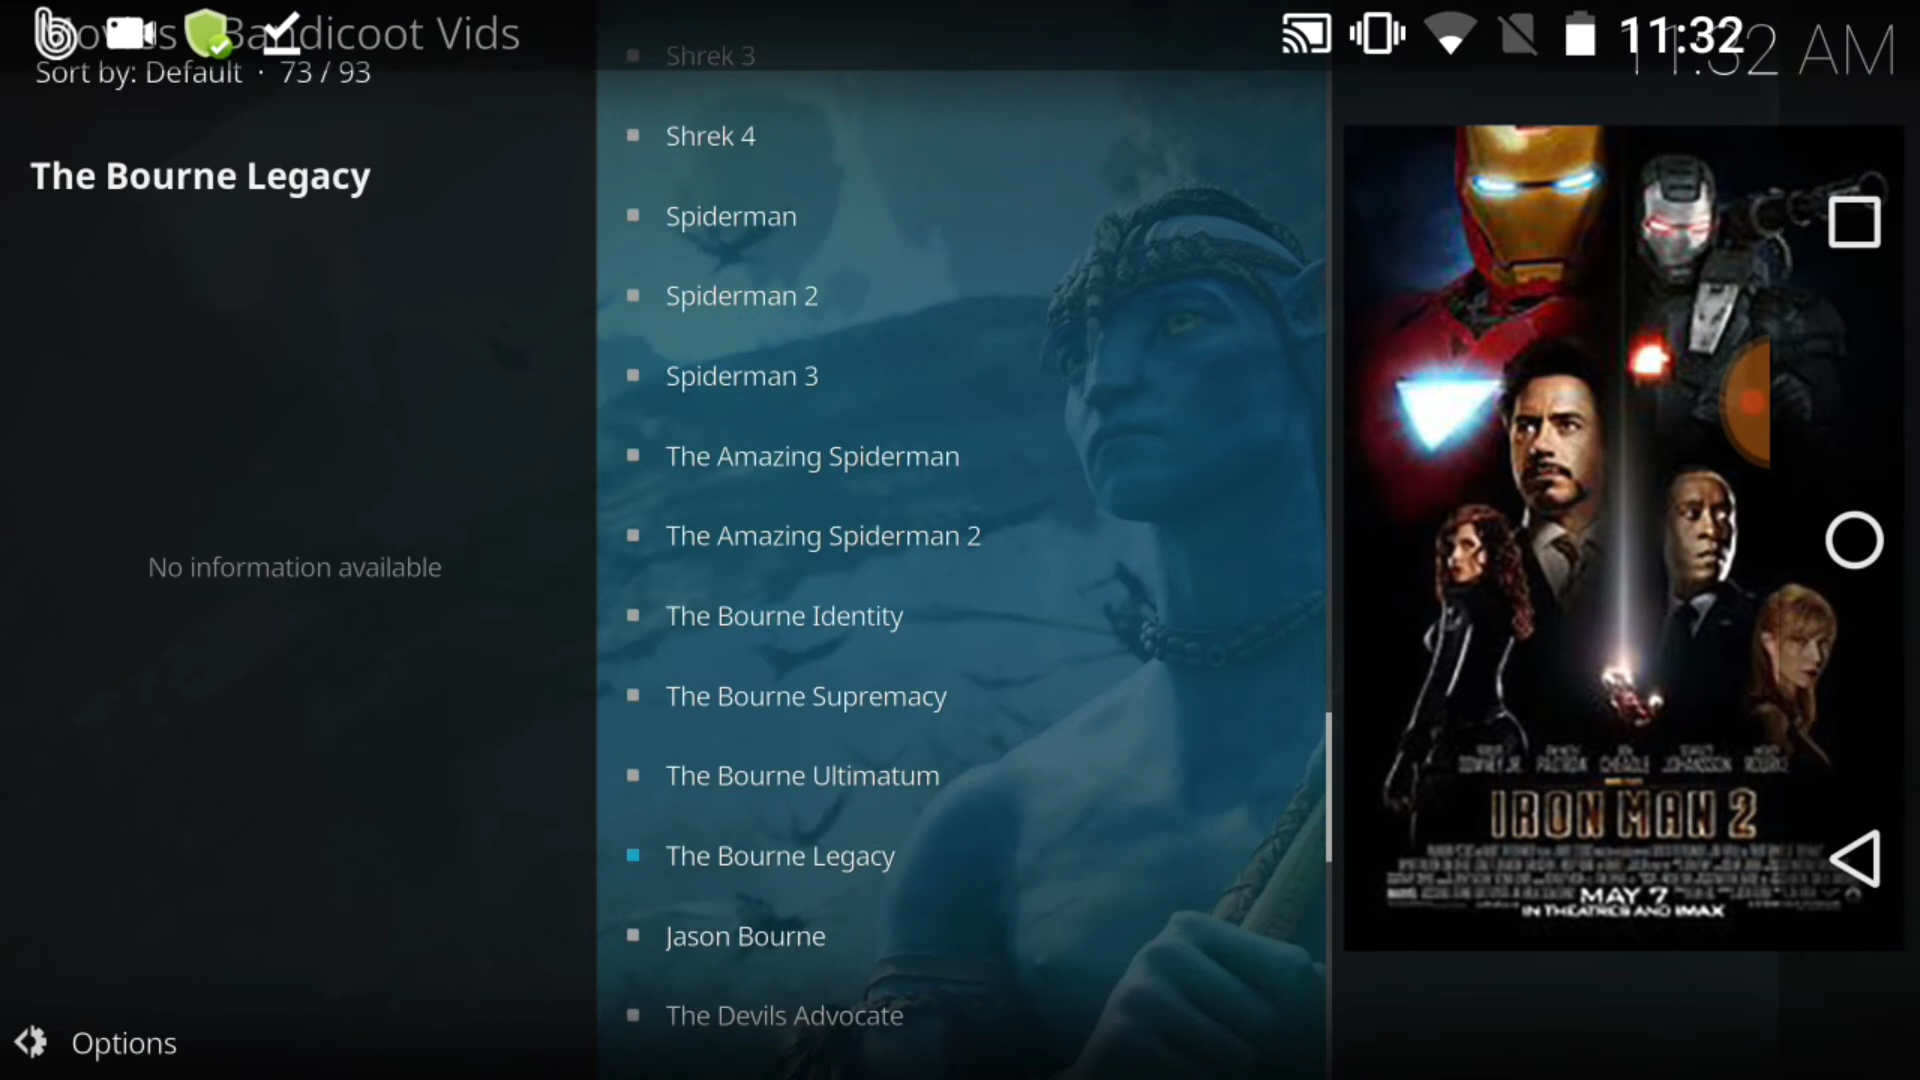 Bandicoot Vids
11:32
11:32 AM
Sort by: Default · 73 / 93
The Bourne Legacy
No information available
Options
Shrek 3
Shrek 4
Spiderman
Spiderman 2
Spiderman 3
The Amazing Spiderman
The Amazing Spiderman 2
The Bourne Identity
The Bourne Supremacy
The Bourne Ultimatum
The Bourne Legacy
Jason Bourne
The Devils Advocate
IRON MAN 2
MAY 7
IN THEATRES AND IMAX